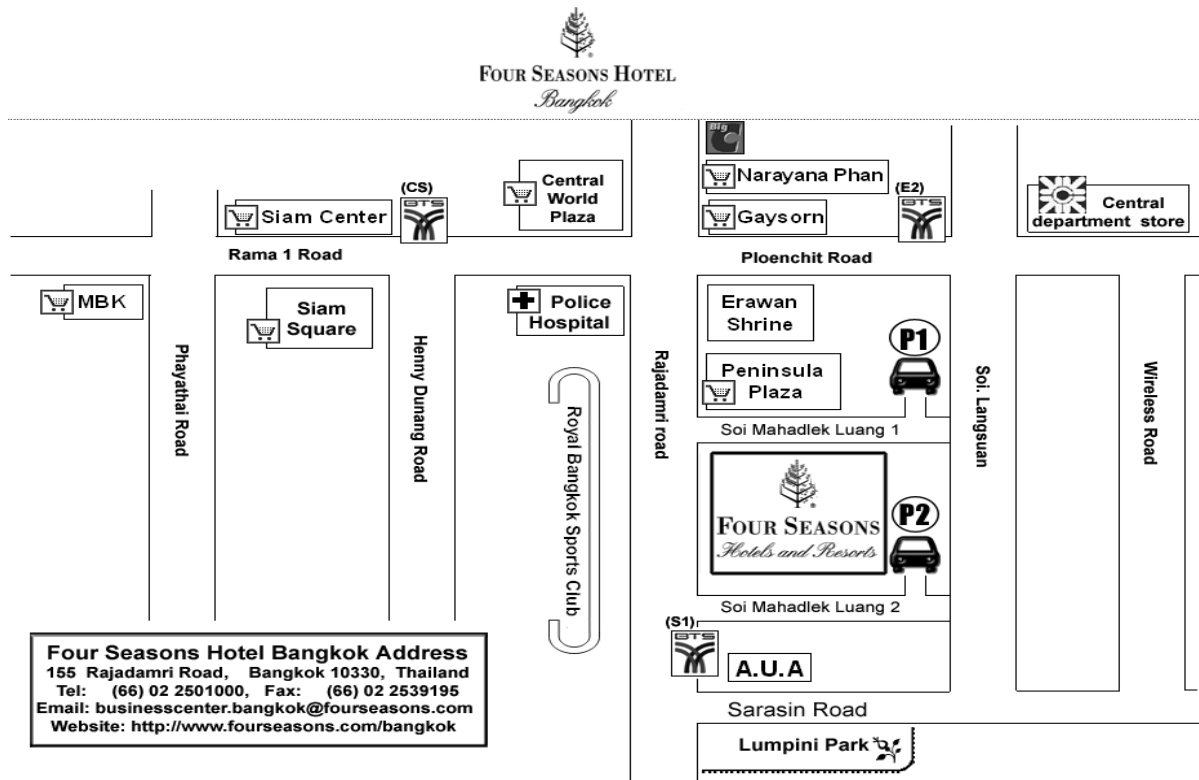 FOUR SEASONS HOTEL
Bangkok
Big
C
Narayana Phan
Central
World
Plaza
(CS)
BTS
(E2)
BTS
Siam Center
Gaysorn
Central
department store
Rama 1 Road
Ploenchit Road
MBK
Siam
Square
Police
Hospital
Erawan
Shrine
P1
Peninsula
Plaza
Phayathai Road
Henny Dunang Road
Royal Bangkok Sports Club
Rajadamri road
Soi. Langsuan
Wireless Road
Soi Mahadlek Luang 1
FOUR SEASONS
Hotels and Resorts
P2
Soi Mahadlek Luang 2
(S1)
BTS
A.U.A
Four Seasons Hotel Bangkok Address
155 Rajadamri Road, Bangkok 10330, Thailand
Tel: (66) 02 2501000, Fax: (66) 02 2539195
Email: businesscenter.bangkok@fourseasons.com
Website: http://www.fourseasons.com/bangkok
Sarasin Road
Lumpini Park